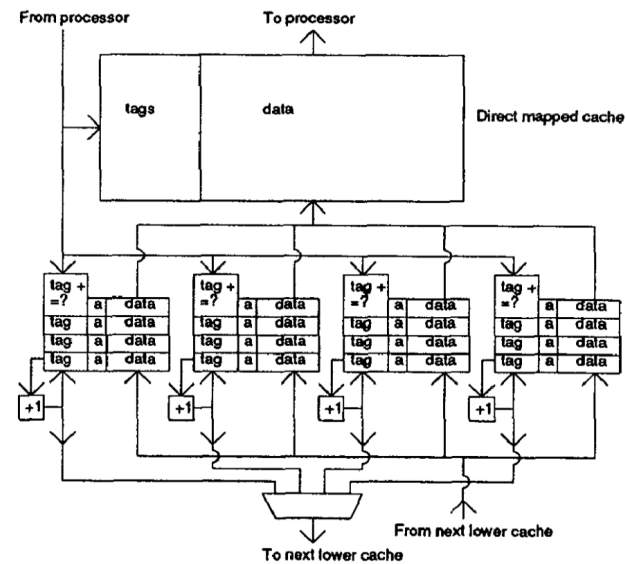 From processor
To processor
tags
data
Direct mapped cache
tag +
=?
a data
tag a data
tag a data
tag a data
+1
tag +
=?
a data
tag a data
tag a data
tag a data
+1
tag +
=?
a data
tag a data
tag a data
tag a data
+1
tag +
=?
a data
tag a data
tag a data
tag a data
+1
From next lower cache
To next lower cache